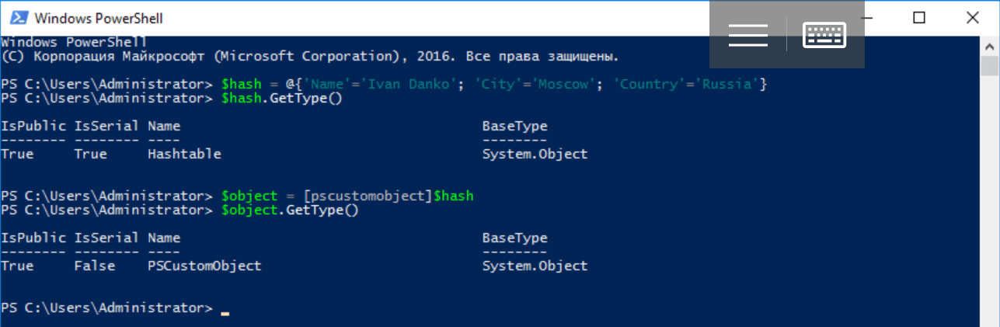 Windows PowerShell
Windows PowerShell
(C) Корпорация Майкрософт (Microsoft Corporation), 2016. Все права защищены.
PS C:\Users\Administrator> $hash = @{'Name'='Ivan Danko'; 'City'='Moscow'; 'Country'='Russia'}
PS C:\Users\Administrator> $hash.GetType()
IsPublic IsSerial Name                                     BaseType
-------- -------- ----                                     --------
True     True     Hashtable                                System.Object
PS C:\Users\Administrator> $object = [pscustomobject]$hash
PS C:\Users\Administrator> $object.GetType()
IsPublic IsSerial Name                                     BaseType
-------- -------- ----                                     --------
True     False    PSCustomObject                           System.Object
PS C:\Users\Administrator> _